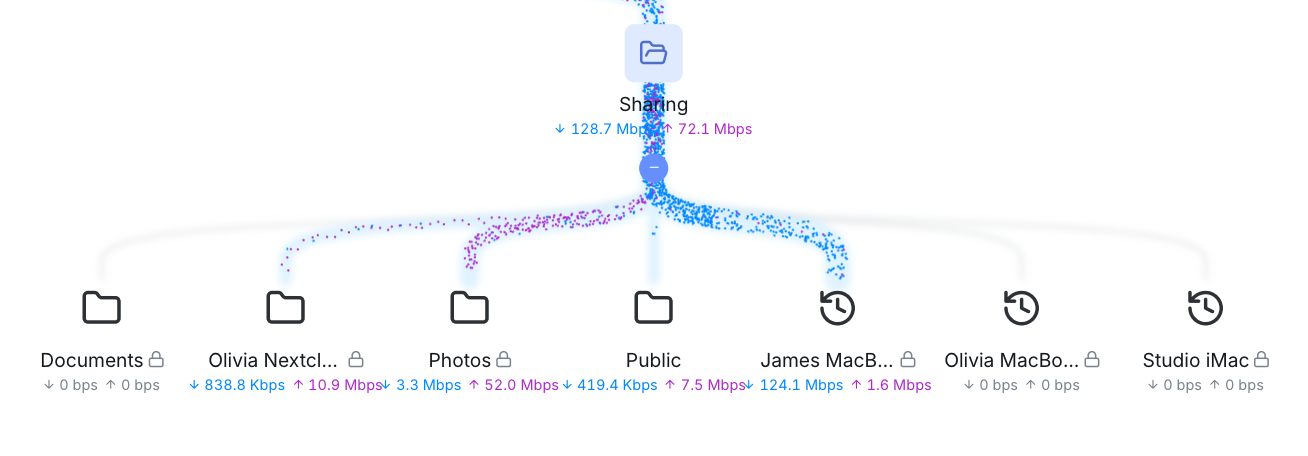 Sharing
↓ 128.7 Mbps ↑ 72.1 Mbps
Documents
↓ 0 bps ↑ 0 bps
Olivia Nextcl...
↓ 838.8 Kbps ↑ 10.9 Mbps
Photos
↓ 3.3 Mbps ↑ 52.0 Mbps
Public
↓ 419.4 Kbps ↑ 7.5 Mbps
James MacB...
↓ 124.1 Mbps ↑ 1.6 Mbps
Olivia MacBo...
↓ 0 bps ↑ 0 bps
Studio iMac
↓ 0 bps ↑ 0 bps